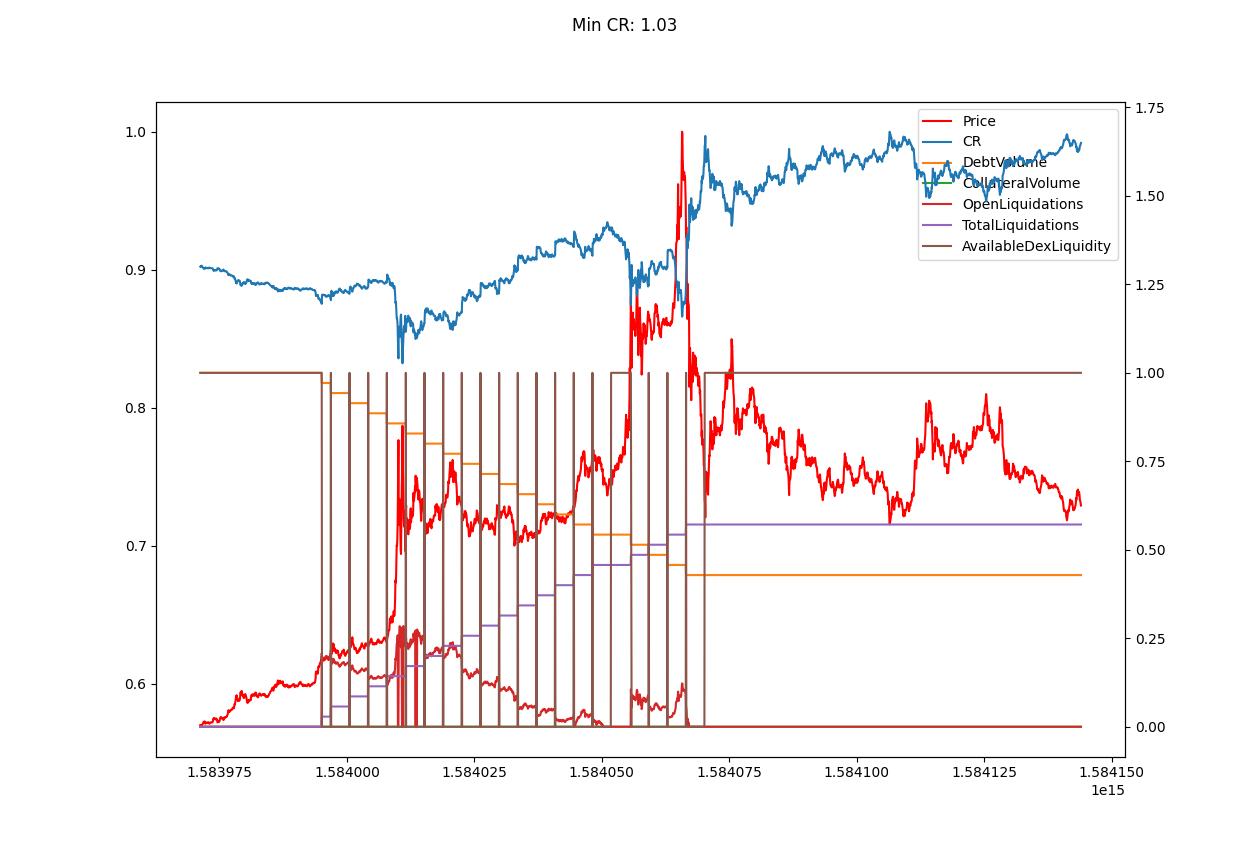 Min CR: 1.03
1.0
0.9
0.8
0.7
0.6
1.75
1.50
1.25
1.00
0.75
0.50
0.25
0.00
Price
CR
DebtVolume
CollateralVolume
OpenLiquidations
TotalLiquidations
AvailableDexLiquidity
1.583975 1.584000 1.584025 1.584050 1.584075 1.584100 1.584125 1.584150
1e15